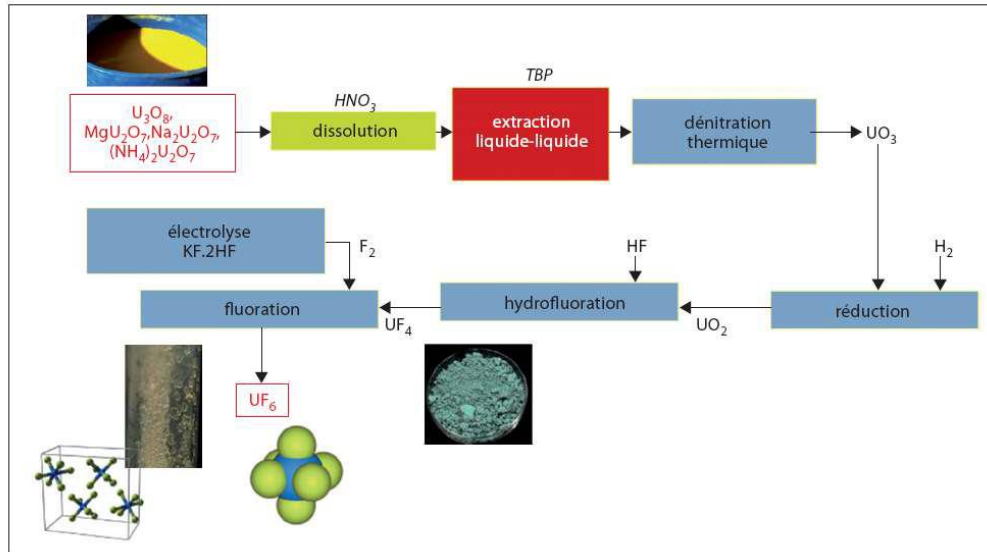 HNO₃
TBP
U₃O₈,
MgU₂O₇,Na₂U₂O₇,
(NH₄)₂U₂O₇
dissolution
extraction
liquide-liquide
dénitration
thermique
UO₃
électrolyse
KF.2HF
F₂
HF
H₂
fluoration
UF₄
hydrofluoration
UO₂
réduction
UF₆